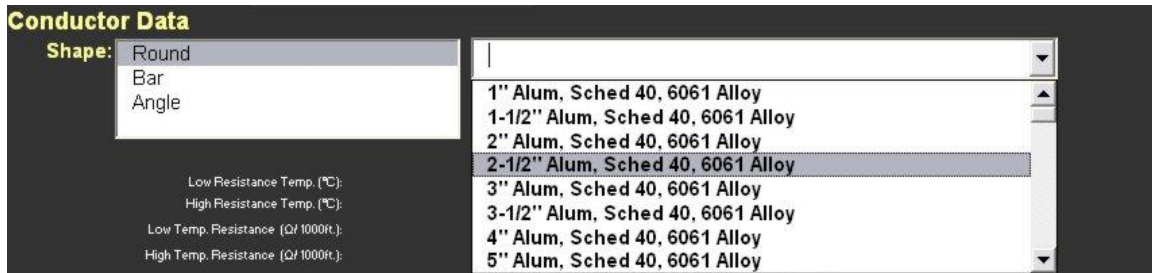 Conductor Data
Shape:
Round
Bar
Angle
1" Alum, Sched 40, 6061 Alloy
1-1/2" Alum, Sched 40, 6061 Alloy
2" Alum, Sched 40, 6061 Alloy
2-1/2" Alum, Sched 40, 6061 Alloy
3" Alum, Sched 40, 6061 Alloy
3-1/2" Alum, Sched 40, 6061 Alloy
4" Alum, Sched 40, 6061 Alloy
5" Alum, Sched 40, 6061 Alloy
Low Resistance Temp. (℃):
High Resistance Temp. (℃):
Low Temp. Resistance (Ω/1000ft.):
High Temp. Resistance (Ω/1000ft.):